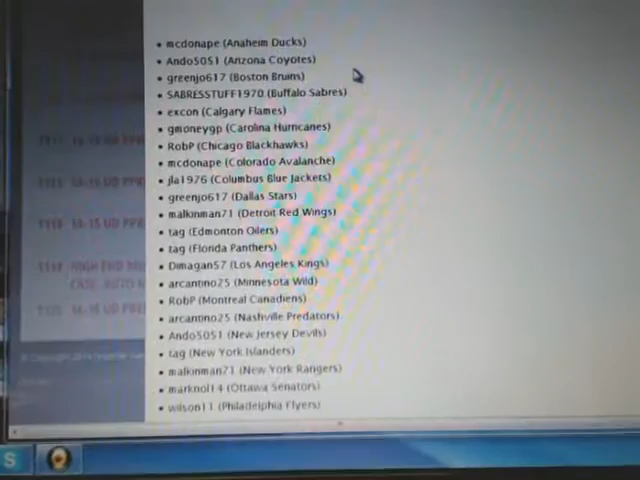 mcdonape (Anaheim Ducks)
Ando5051 (Arizona Coyotes)
greenjo617 (Boston Bruins)
SABRESSTUFF1970 (Buffalo Sabres)
excon (Calgary Flames)
gmoneygp (Carolina Hurricanes)
RobP (Chicago Blackhawks)
mcdonape (Colorado Avalanche)
jla1976 (Columbus Blue Jackets)
greenjo617 (Dallas Stars)
malkinman71 (Detroit Red Wings)
tag (Edmonton Oilers)
tag (Florida Panthers)
Dimagan57 (Los Angeles Kings)
arcantino25 (Minnesota Wild)
RobP (Montreal Canadiens)
arcantino25 (Nashville Predators)
Ando5051 (New Jersey Devils)
tag (New York Islanders)
malkinman71 (New York Rangers)
marknol14 (Ottawa Senators)
wilson11 (Philadelphia Flyers)